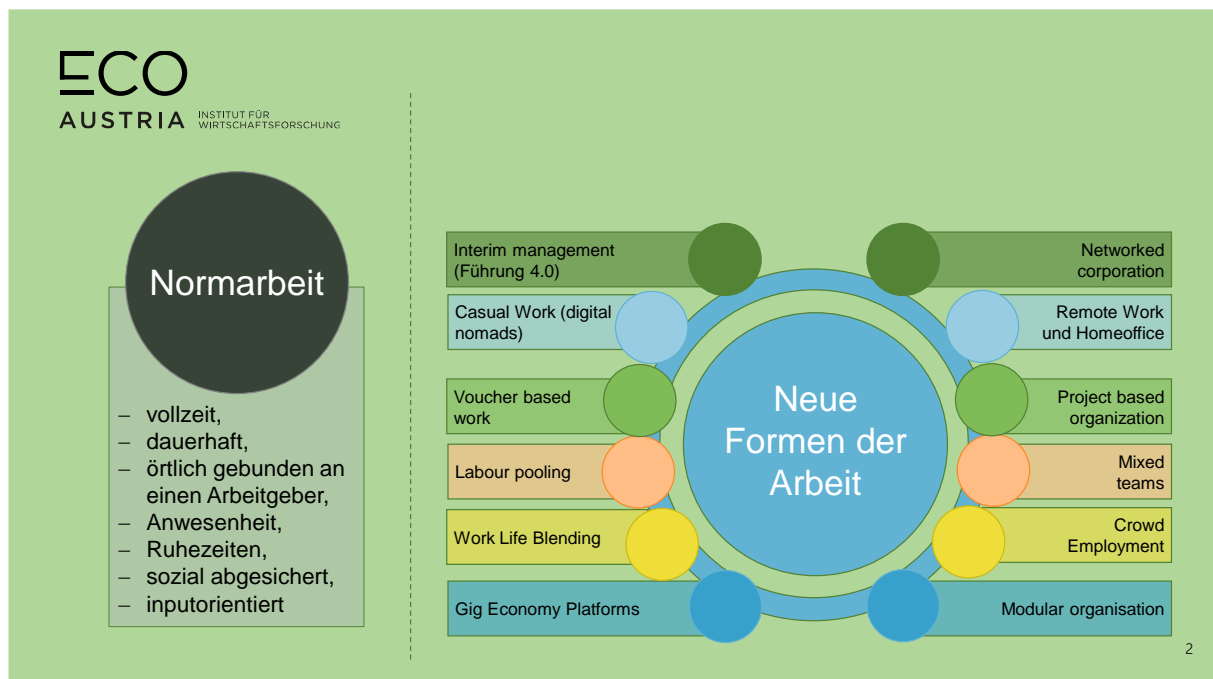 ECO
AUSTRIA
INSTITUT FÜR
WIRTSCHAFTSFORSCHUNG
Normarbeit
– vollzeit,
– dauerhaft,
– örtlich gebunden an
einen Arbeitgeber,
– Anwesenheit,
– Ruhezeiten,
– sozial abgesichert,
– inputorientiert
Interim management
(Führung 4.0)
Casual Work (digital
nomads)
Voucher based
work
Labour pooling
Work Life Blending
Gig Economy Platforms
Neue
Formen der
Arbeit
Networked
corporation
Remote Work
und Homeoffice
Project based
organization
Mixed
teams
Crowd
Employment
Modular organisation
2